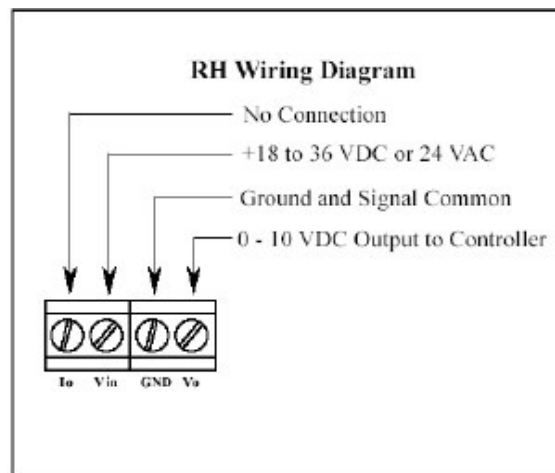 RH Wiring Diagram
No Connection
+18 to 36 VDC or 24 VAC
Ground and Signal Common
0 - 10 VDC Output to Controller
Io Vin GND Vo